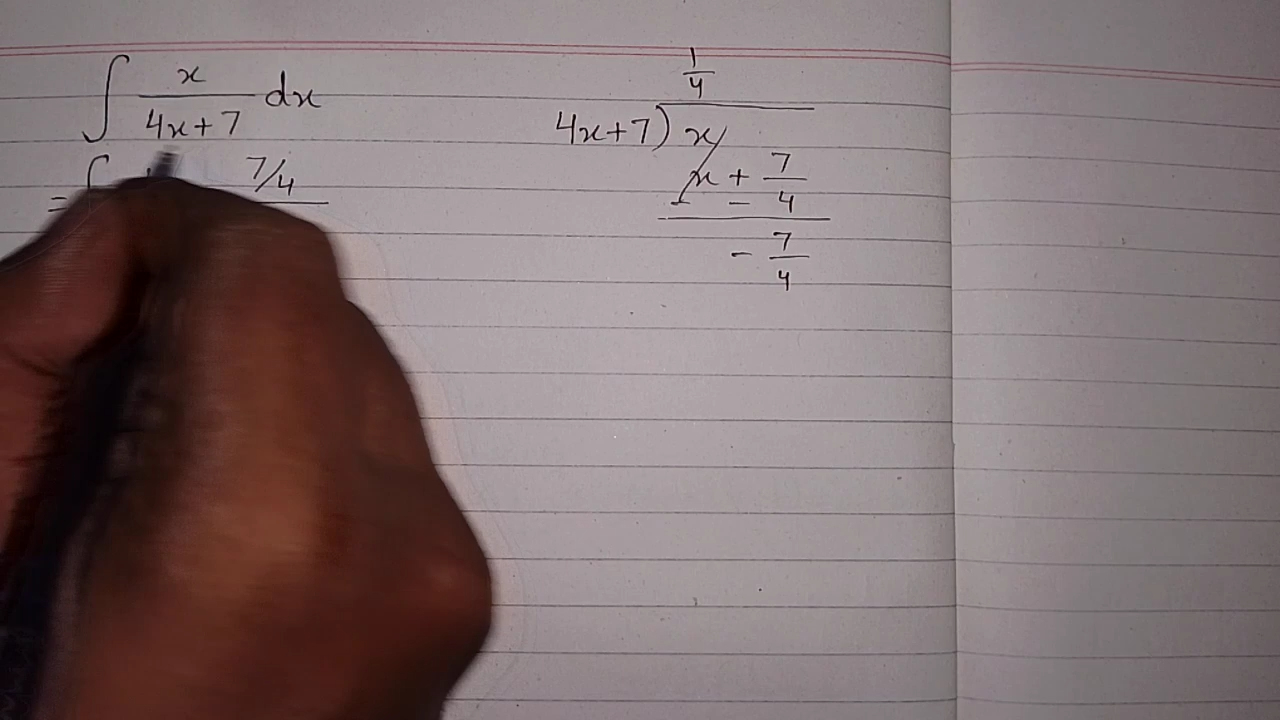 ∫ x/(4x+7) dx
= ∫ 7/4
1/4
4x+7 ) x
x + 7/4
- -
- 7/4